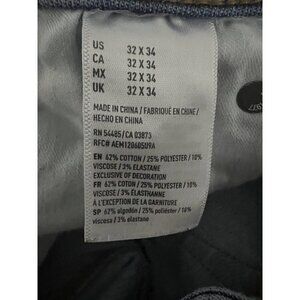 US 32 X 34
CA 32 X 34
MX 32 X 34
UK 32 X 34
MADE IN CHINA / FABRIQUÉ EN CHINE /
HECHO EN CHINA
RN 54485/CA 03873
RFC# AEM120605U9A
EN 62% COTTON / 25% POLYESTER / 10%
VISCOSE / 3% ELASTANE
EXCLUSIVE OF DECORATION
FR 62% COTTON / 25% POLYESTER / 10%
VISCOSE / 3% ÉLASTHANNE
À L'EXCEPTION DE LA GARNITURE
SP 62% algodón / 25% poliéster / 10%
viscosa / 3% elastano